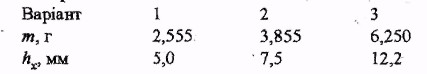 Варіант 1 2 3
m, г 2,555 3,855 6,250
hx, мм 5,0 7,5 12,2